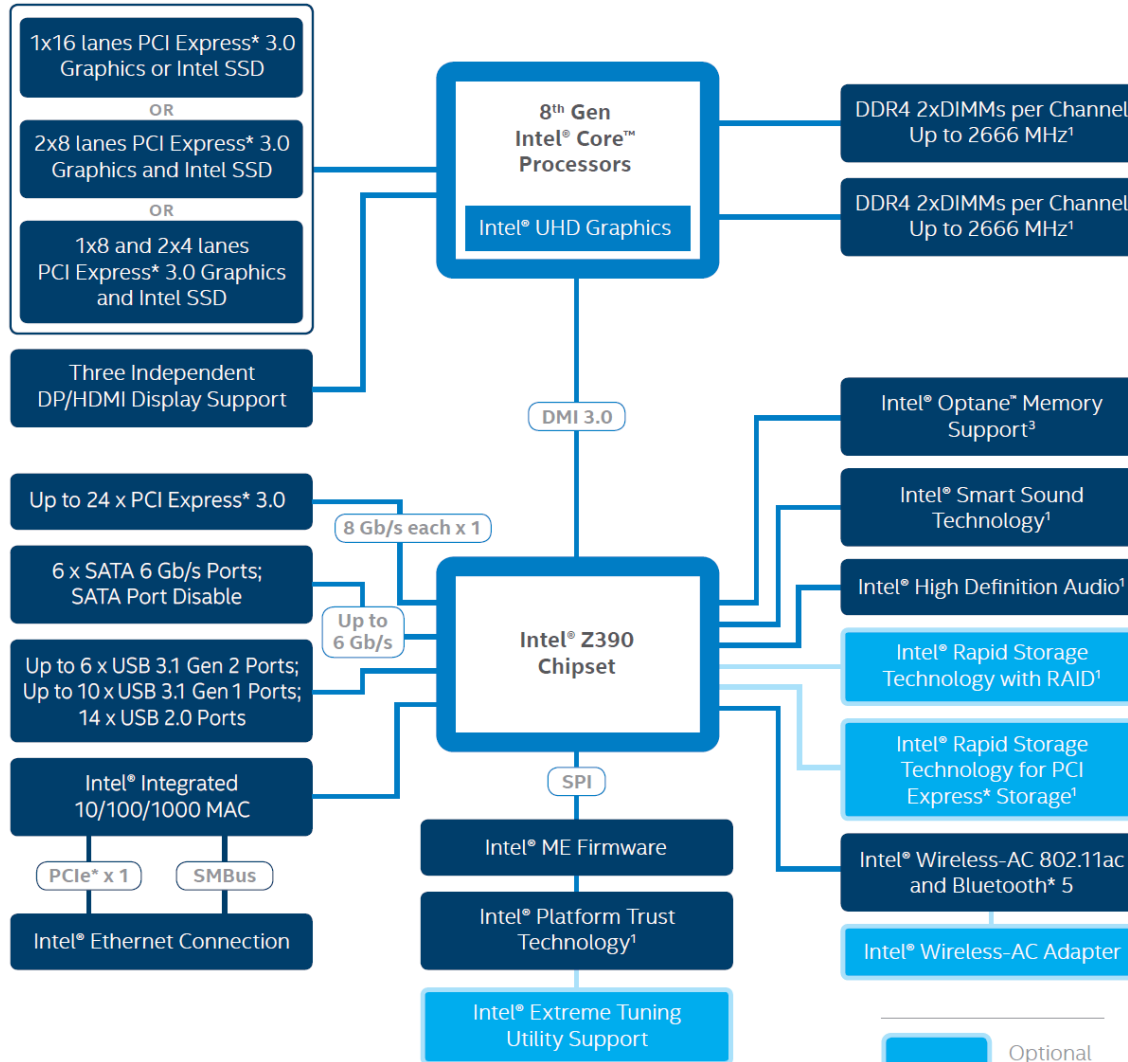 1x16 lanes PCI Express* 3.0
Graphics or Intel SSD
OR
2x8 lanes PCI Express* 3.0
Graphics and Intel SSD
OR
1x8 and 2x4 lanes
PCI Express* 3.0 Graphics
and Intel SSD
Three Independent
DP/HDMI Display Support
8th Gen
Intel® Core™
Processors
Intel® UHD Graphics
DDR4 2xDIMMs per Channel
Up to 2666 MHz¹
DDR4 2xDIMMs per Channel
Up to 2666 MHz¹
DMI 3.0
Up to 24 x PCI Express* 3.0
8 Gb/s each x 1
6 x SATA 6 Gb/s Ports;
SATA Port Disable
Up to
6 Gb/s
Up to 6 x USB 3.1 Gen 2 Ports;
Up to 10 x USB 3.1 Gen 1 Ports;
14 x USB 2.0 Ports
Intel® Integrated
10/100/1000 MAC
PCIe* x 1
SMBus
Intel® Ethernet Connection
Intel® Z390
Chipset
SPI
Intel® ME Firmware
Intel® Platform Trust
Technology¹
Intel® Extreme Tuning
Utility Support
Intel® Optane™ Memory
Support³
Intel® Smart Sound
Technology¹
Intel® High Definition Audio¹
Intel® Rapid Storage
Technology with RAID¹
Intel® Rapid Storage
Technology for PCI
Express* Storage¹
Intel® Wireless-AC 802.11ac
and Bluetooth* 5
Intel® Wireless-AC Adapter
Optional